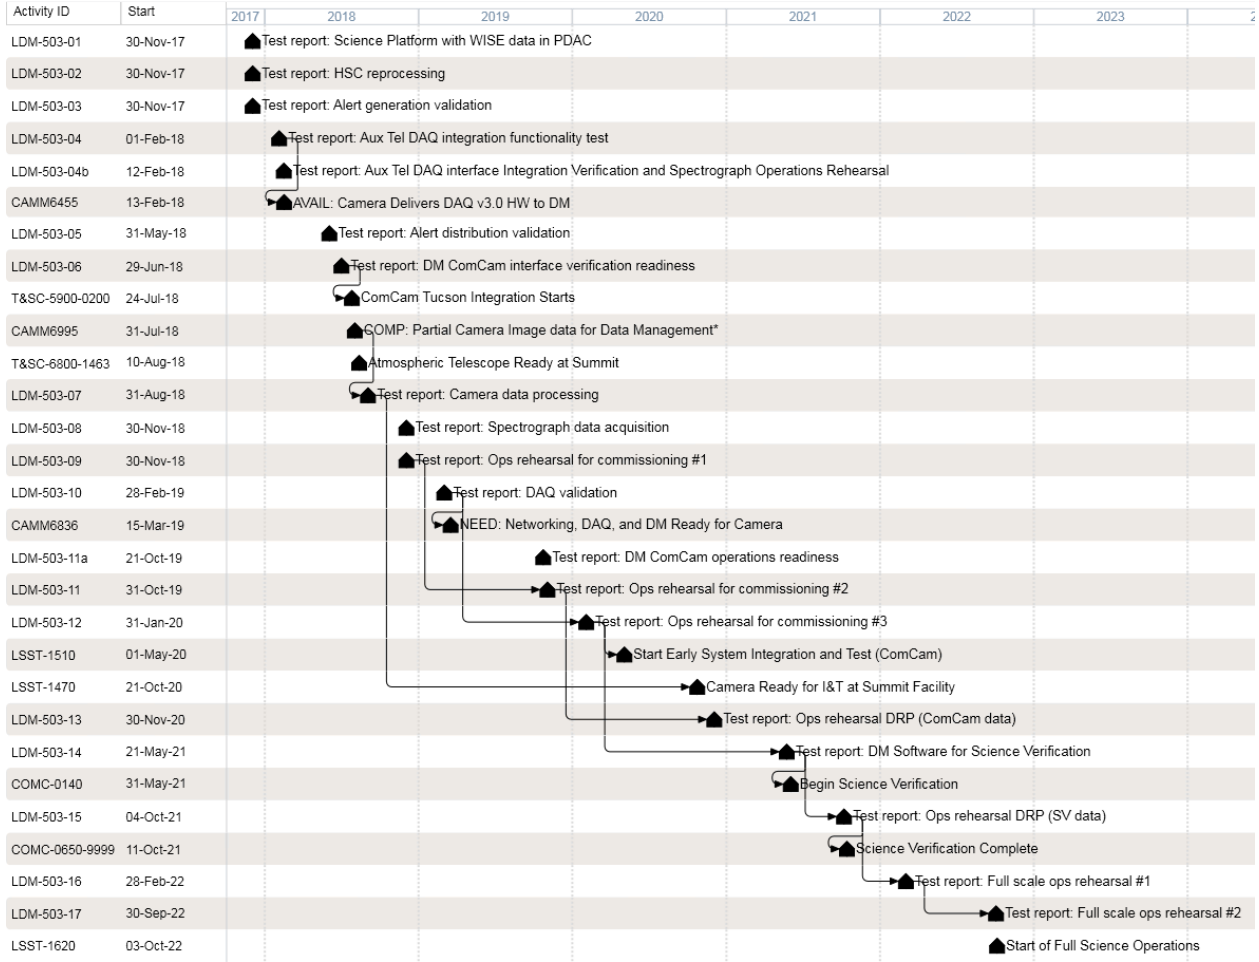 Activity ID Start 2017 2018 2019 2020 2021 2022 2023 2
LDM-503-01 30-Nov-17 Test report: Science Platform with WISE data in PDAC
LDM-503-02 30-Nov-17 Test report: HSC reprocessing
LDM-503-03 30-Nov-17 Test report: Alert generation validation
LDM-503-04 01-Feb-18 Test report: Aux Tel DAQ integration functionality test
LDM-503-04b 12-Feb-18 Test report: Aux Tel DAQ interface Integration Verification and Spectrograph Operations Rehearsal
CAMM6455 13-Feb-18 AVAIL: Camera Delivers DAQ v3.0 HW to DM
LDM-503-05 31-May-18 Test report: Alert distribution validation
LDM-503-06 29-Jun-18 Test report: DM ComCam interface verification readiness
T&SC-5900-0200 24-Jul-18 ComCam Tucson Integration Starts
CAMM6995 31-Jul-18 COMP: Partial Camera Image data for Data Management*
T&SC-6800-1463 10-Aug-18 Atmospheric Telescope Ready at Summit
LDM-503-07 31-Aug-18 Test report: Camera data processing
LDM-503-08 30-Nov-18 Test report: Spectrograph data acquisition
LDM-503-09 30-Nov-18 Test report: Ops rehearsal for commissioning #1
LDM-503-10 28-Feb-19 Test report: DAQ validation
CAMM6836 15-Mar-19 NEED: Networking, DAQ, and DM Ready for Camera
LDM-503-11a 21-Oct-19 Test report: DM ComCam operations readiness
LDM-503-11 31-Oct-19 Test report: Ops rehearsal for commissioning #2
LDM-503-12 31-Jan-20 Test report: Ops rehearsal for commissioning #3
LSST-1510 01-May-20 Start Early System Integration and Test (ComCam)
LSST-1470 21-Oct-20 Camera Ready for I&T at Summit Facility
LDM-503-13 30-Nov-20 Test report: Ops rehearsal DRP (ComCam data)
LDM-503-14 21-May-21 Test report: DM Software for Science Verification
COMC-0140 31-May-21 Begin Science Verification
LDM-503-15 04-Oct-21 Test report: Ops rehearsal DRP (SV data)
COMC-0650-9999 11-Oct-21 Science Verification Complete
LDM-503-16 28-Feb-22 Test report: Full scale ops rehearsal #1
LDM-503-17 30-Sep-22 Test report: Full scale ops rehearsal #2
LSST-1620 03-Oct-22 Start of Full Science Operations